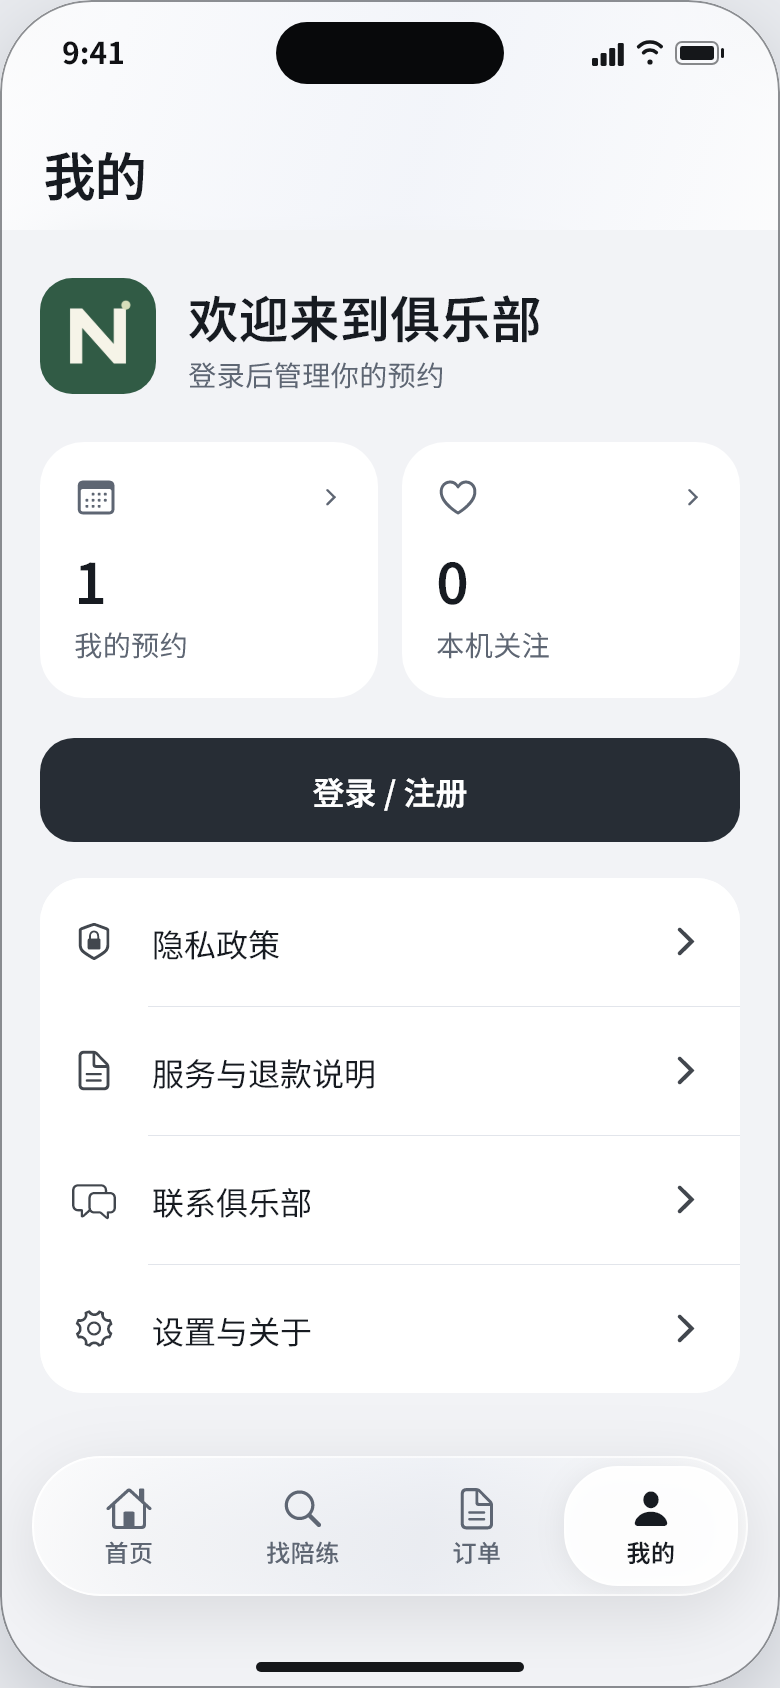 9:41
我的
N
欢迎来到俱乐部
登录后管理你的预约
1
我的预约
0
本机关注
登录 / 注册
隐私政策
服务与退款说明
联系俱乐部
设置与关于
首页
找陪练
订单
我的